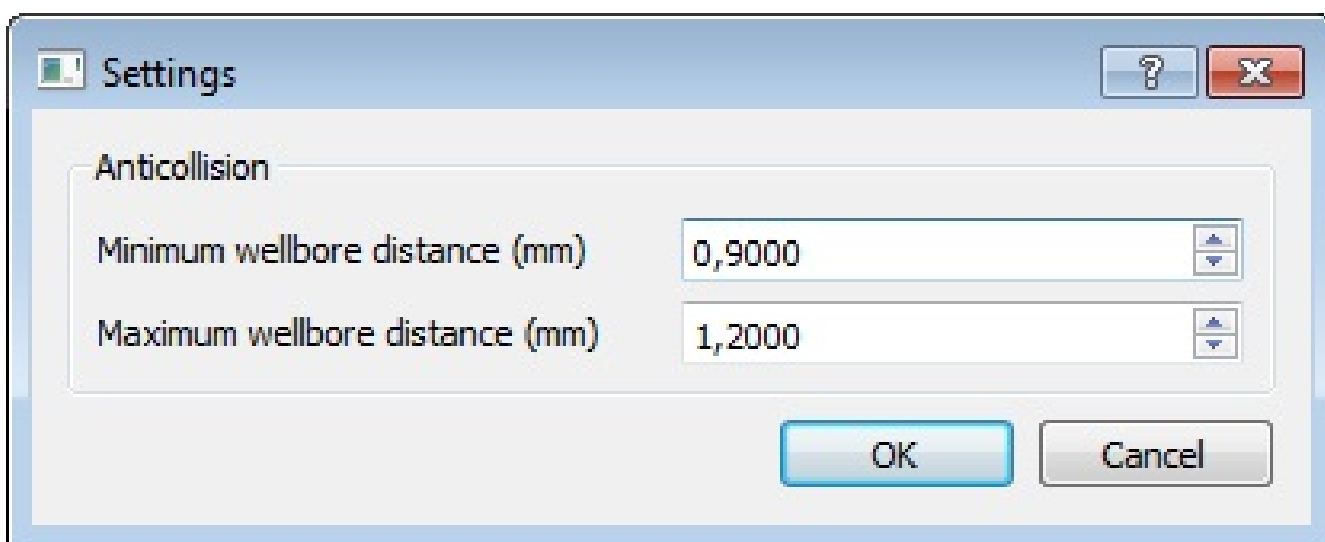 Settings
Anticollision
Minimum wellbore distance (mm) 0,9000
Maximum wellbore distance (mm) 1,2000
OK Cancel